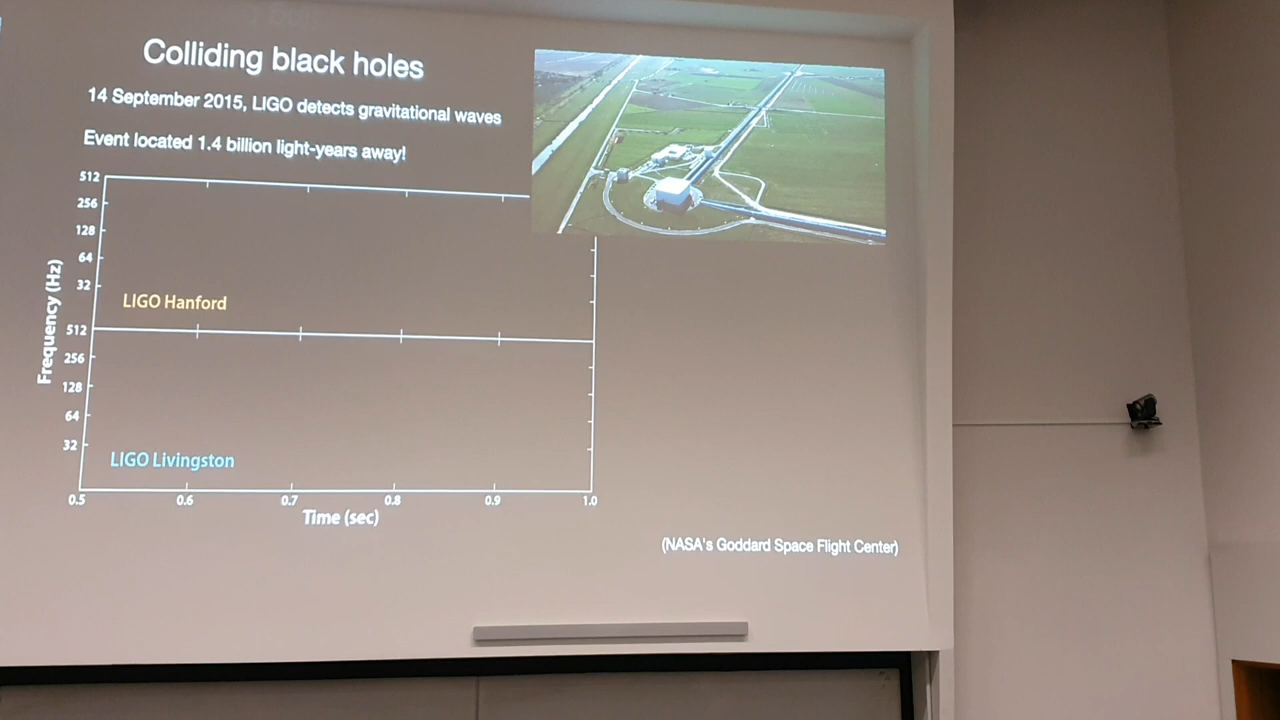 Colliding black holes
14 September 2015, LIGO detects gravitational waves
Event located 1.4 billion light-years away!
512
256
128
64
32
LIGO Hanford
Frequency (Hz)
512
256
128
64
32
LIGO Livingston
0.5 0.6 0.7 0.8 0.9 1.0
Time (sec)
(NASA's Goddard Space Flight Center)